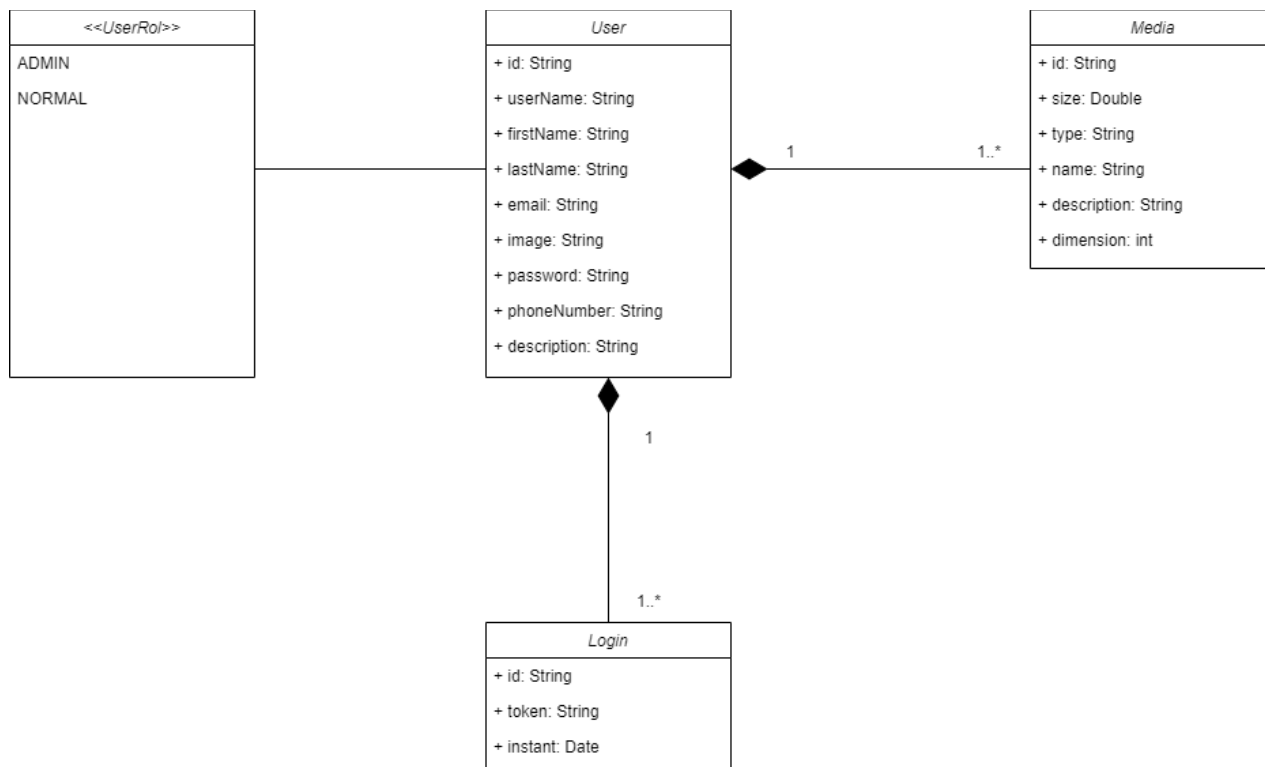 <<UserRol>>
ADMIN
NORMAL
User
+ id: String
+ userName: String
+ firstName: String
+ lastName: String
+ email: String
+ image: String
+ password: String
+ phoneNumber: String
+ description: String
1
1..*
Media
+ id: String
+ size: Double
+ type: String
+ name: String
+ description: String
+ dimension: int
1
1..*
Login
+ id: String
+ token: String
+ instant: Date